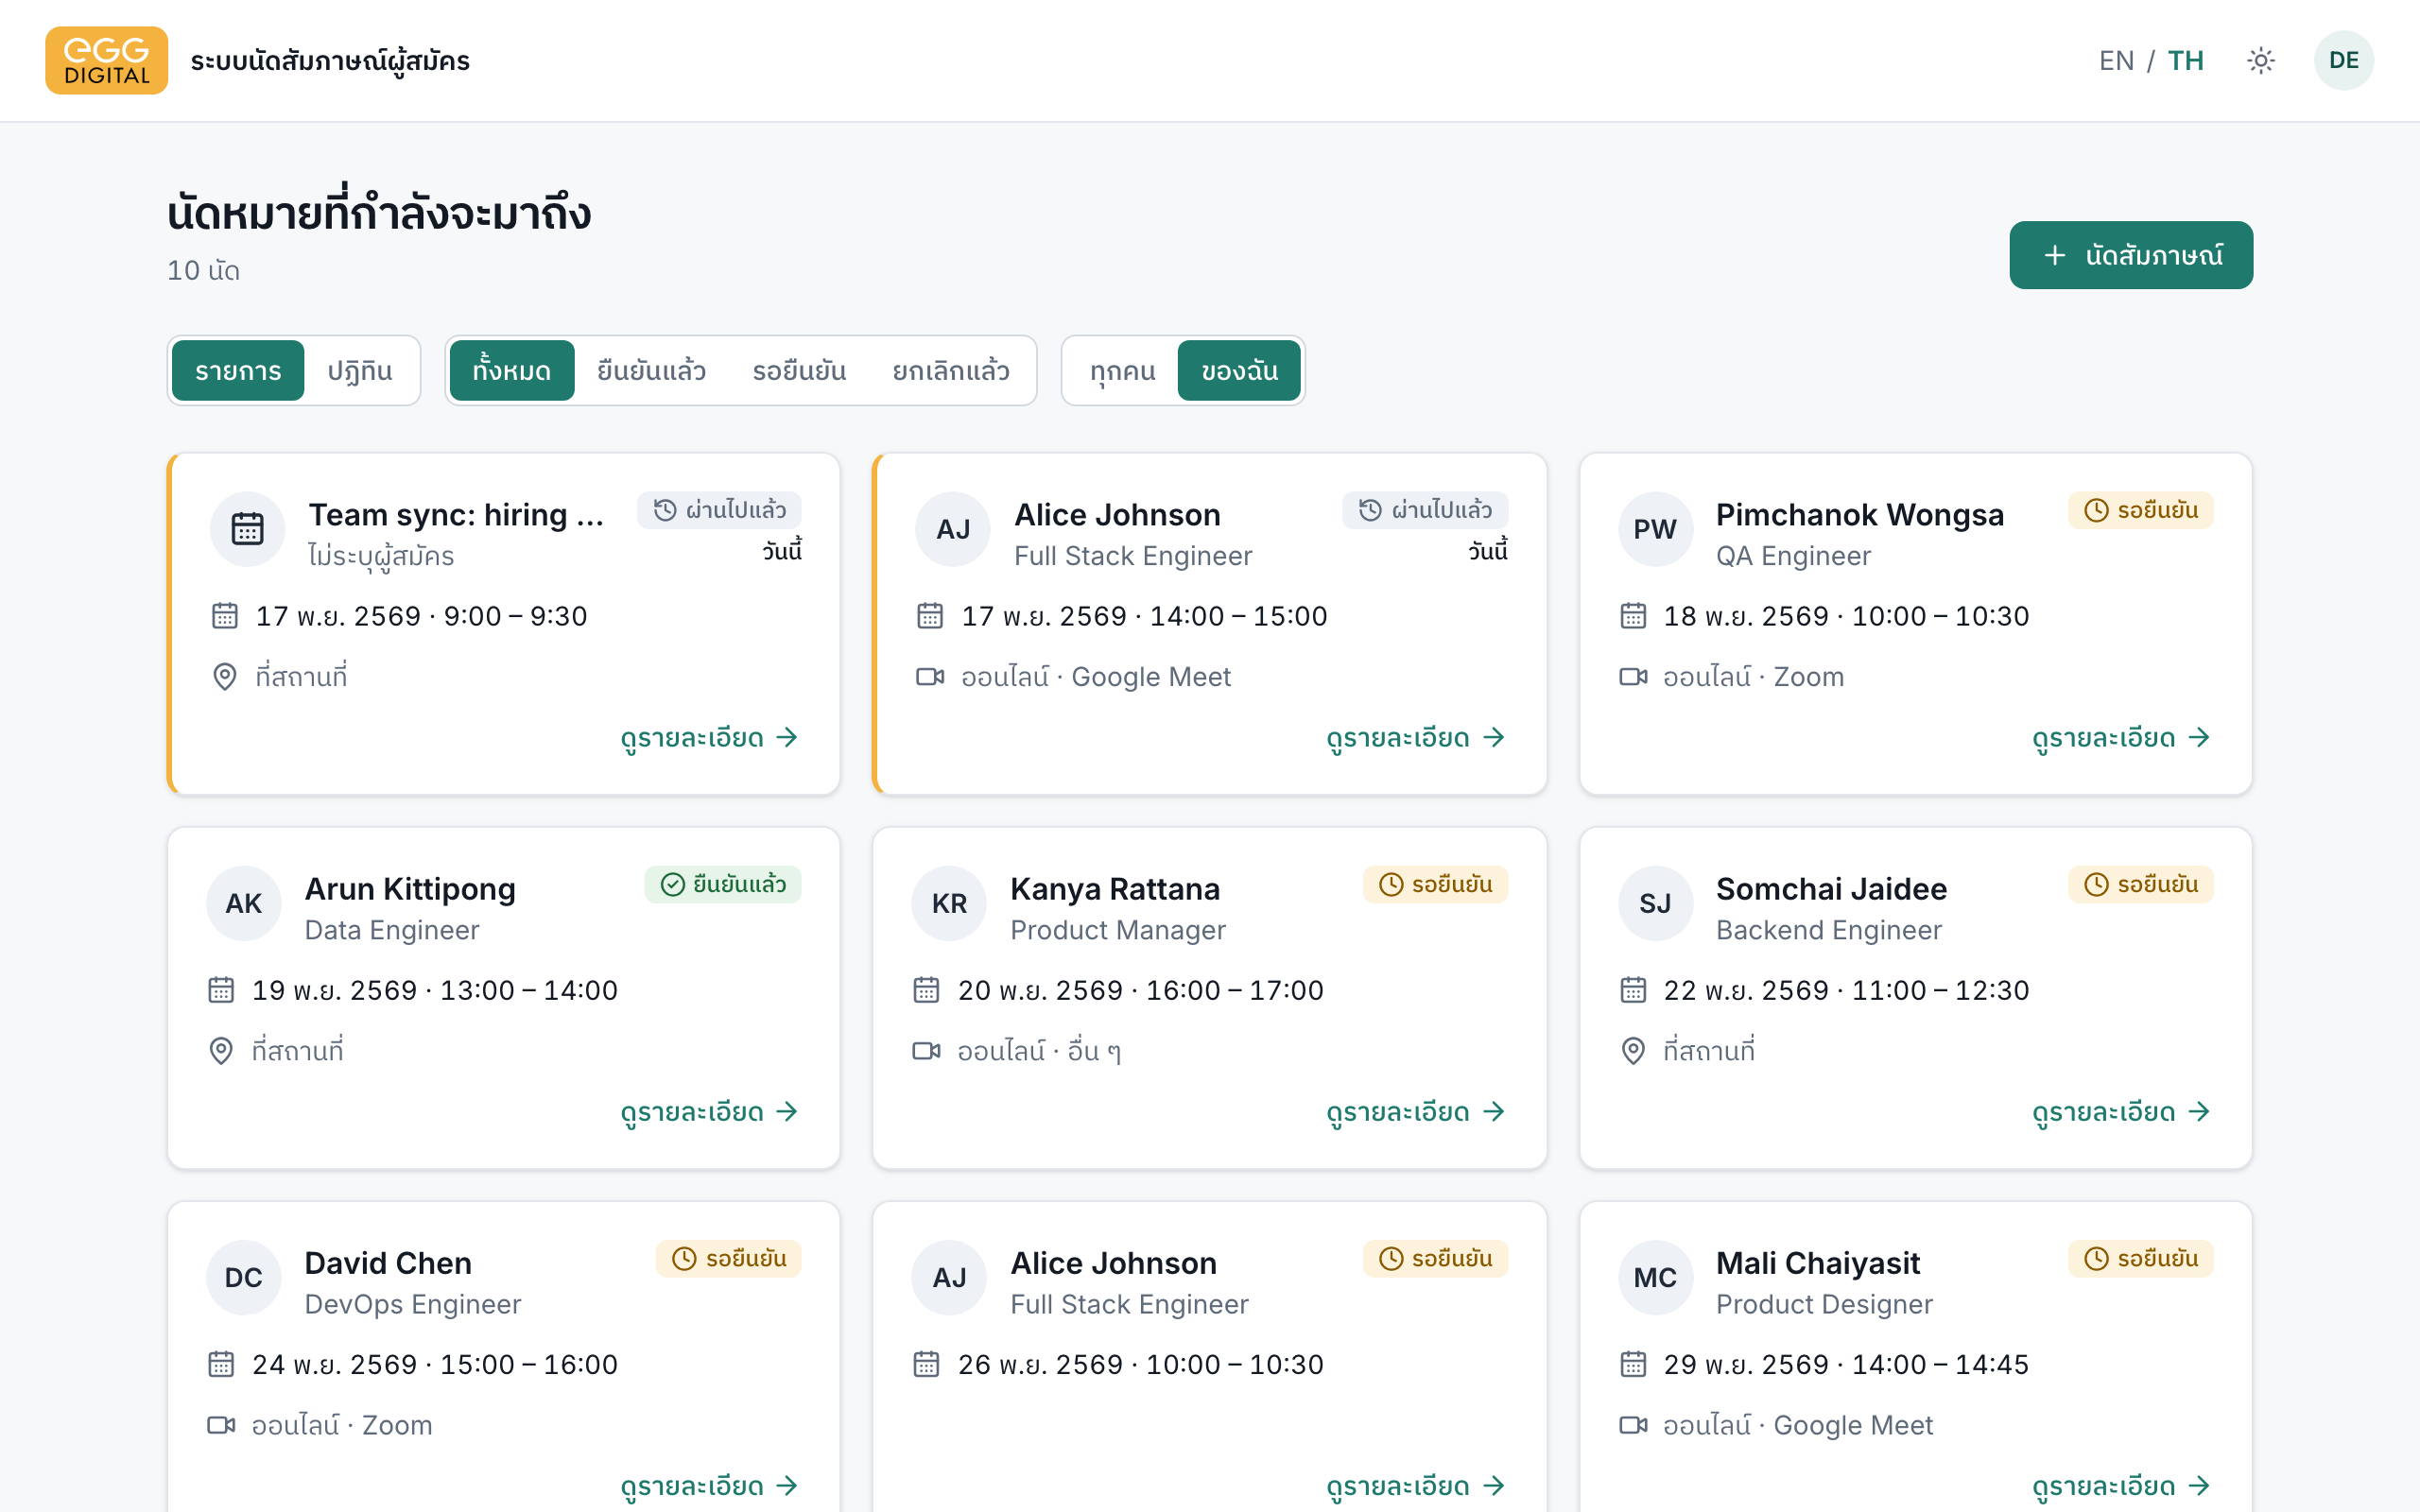 egg DIGITAL
ระบบนัดสัมภาษณ์ผู้สมัคร
EN / TH
DE
นัดหมายที่กำลังจะมาถึง
10 นัด
+ นัดสัมภาษณ์
รายการ ปฏิทิน
ทั้งหมด ยืนยันแล้ว รอยืนยัน ยกเลิกแล้ว
ทุกคน ของฉัน
Team sync: hiring ...
ผ่านไปแล้ว
ไม่ระบุผู้สมัคร
วันนี้
17 พ.ย. 2569 · 9:00 – 9:30
ที่สถานที่
ดูรายละเอียด →
AJ
Alice Johnson
ผ่านไปแล้ว
Full Stack Engineer
วันนี้
17 พ.ย. 2569 · 14:00 – 15:00
ออนไลน์ · Google Meet
ดูรายละเอียด →
PW
Pimchanok Wongsa
รอยืนยัน
QA Engineer
18 พ.ย. 2569 · 10:00 – 10:30
ออนไลน์ · Zoom
ดูรายละเอียด →
AK
Arun Kittipong
ยืนยันแล้ว
Data Engineer
19 พ.ย. 2569 · 13:00 – 14:00
ที่สถานที่
ดูรายละเอียด →
KR
Kanya Rattana
รอยืนยัน
Product Manager
20 พ.ย. 2569 · 16:00 – 17:00
ออนไลน์ · อื่น ๆ
ดูรายละเอียด →
SJ
Somchai Jaidee
รอยืนยัน
Backend Engineer
22 พ.ย. 2569 · 11:00 – 12:30
ที่สถานที่
ดูรายละเอียด →
DC
David Chen
รอยืนยัน
DevOps Engineer
24 พ.ย. 2569 · 15:00 – 16:00
ออนไลน์ · Zoom
ดูรายละเอียด →
AJ
Alice Johnson
รอยืนยัน
Full Stack Engineer
26 พ.ย. 2569 · 10:00 – 10:30
ดูรายละเอียด →
MC
Mali Chaiyasit
รอยืนยัน
Product Designer
29 พ.ย. 2569 · 14:00 – 14:45
ออนไลน์ · Google Meet
ดูรายละเอียด →